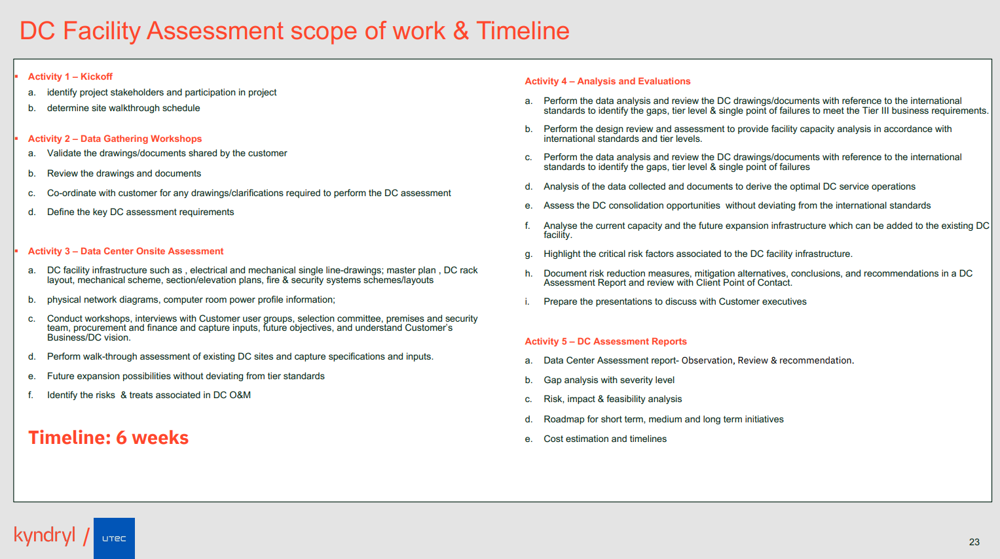 DC Facility Assessment scope of work & Timeline
▪ Activity 1 – Kickoff
a. identify project stakeholders and participation in project
b. determine site walkthrough schedule
▪ Activity 2 – Data Gathering Workshops
a. Validate the drawings/documents shared by the customer
b. Review the drawings and documents
c. Co-ordinate with customer for any drawings/clarifications required to perform the DC assessment
d. Define the key DC assessment requirements
▪ Activity 3 – Data Center Onsite Assessment
a. DC facility infrastructure such as , electrical and mechanical single line-drawings; master plan , DC rack
layout, mechanical scheme, section/elevation plans, fire & security systems schemes/layouts
b. physical network diagrams, computer room power profile information;
c. Conduct workshops, interviews with Customer user groups, selection committee, premises and security
team, procurement and finance and capture inputs, future objectives, and understand Customer's
Business/DC vision.
d. Perform walk-through assessment of existing DC sites and capture specifications and inputs.
e. Future expansion possibilities without deviating from tier standards
f. Identify the risks  & treats associated in DC O&M
Timeline: 6 weeks
Activity 4 – Analysis and Evaluations
a. Perform the data analysis and review the DC drawings/documents with reference to the international
standards to identify the gaps, tier level & single point of failures to meet the Tier III business requirements.
b. Perform the design review and assessment to provide facility capacity analysis in accordance with
international standards and tier levels.
c. Perform the data analysis and review the DC drawings/documents with reference to the international
standards to identify the gaps, tier level & single point of failures
d. Analysis of the data collected and documents to derive the optimal DC service operations
e. Assess the DC consolidation opportunities  without deviating from the international standards
f. Analyse the current capacity and the future expansion infrastructure which can be added to the existing DC
facility.
g. Highlight the critical risk factors associated to the DC facility infrastructure.
h. Document risk reduction measures, mitigation alternatives, conclusions, and recommendations in a DC
Assessment Report and review with Client Point of Contact.
i. Prepare the presentations to discuss with Customer executives
Activity 5 – DC Assessment Reports
a. Data Center Assessment report- Observation, Review & recommendation.
b. Gap analysis with severity level
c. Risk, impact & feasibility analysis
d. Roadmap for short term, medium and long term initiatives
e. Cost estimation and timelines
kyndryl / UTEC
23